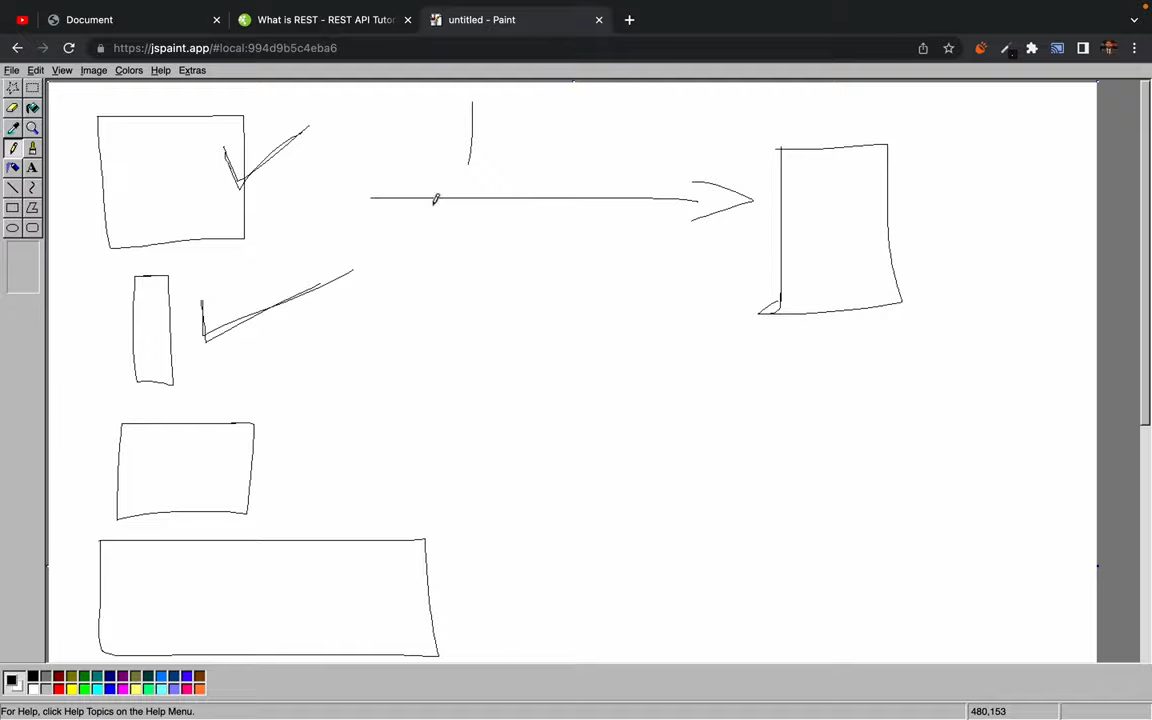 Document
What is REST - REST API Tutor
untitled - Paint
https://jspaint.app/#local:994d9b5c4eba6
File Edit View Image Colors Help Extras
A
For Help, click Help Topics on the Help Menu.
480,153